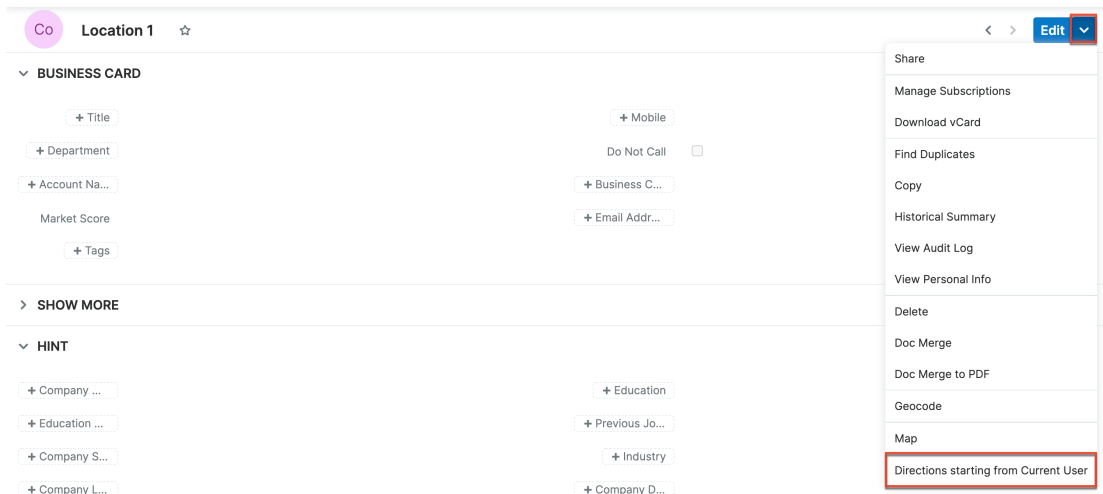 Co
Location 1
Edit
Share
BUSINESS CARD
Manage Subscriptions
+ Title
+ Mobile
Download vCard
+ Department
Do Not Call
Find Duplicates
+ Account Na...
+ Business C...
Copy
Market Score
+ Email Addr...
Historical Summary
+ Tags
View Audit Log
View Personal Info
SHOW MORE
Delete
HINT
Doc Merge
Doc Merge to PDF
+ Company ...
+ Education
Geocode
+ Education ...
+ Previous Jo...
Map
+ Company S...
+ Industry
Directions starting from Current User
+ Company L...
+ Company D...